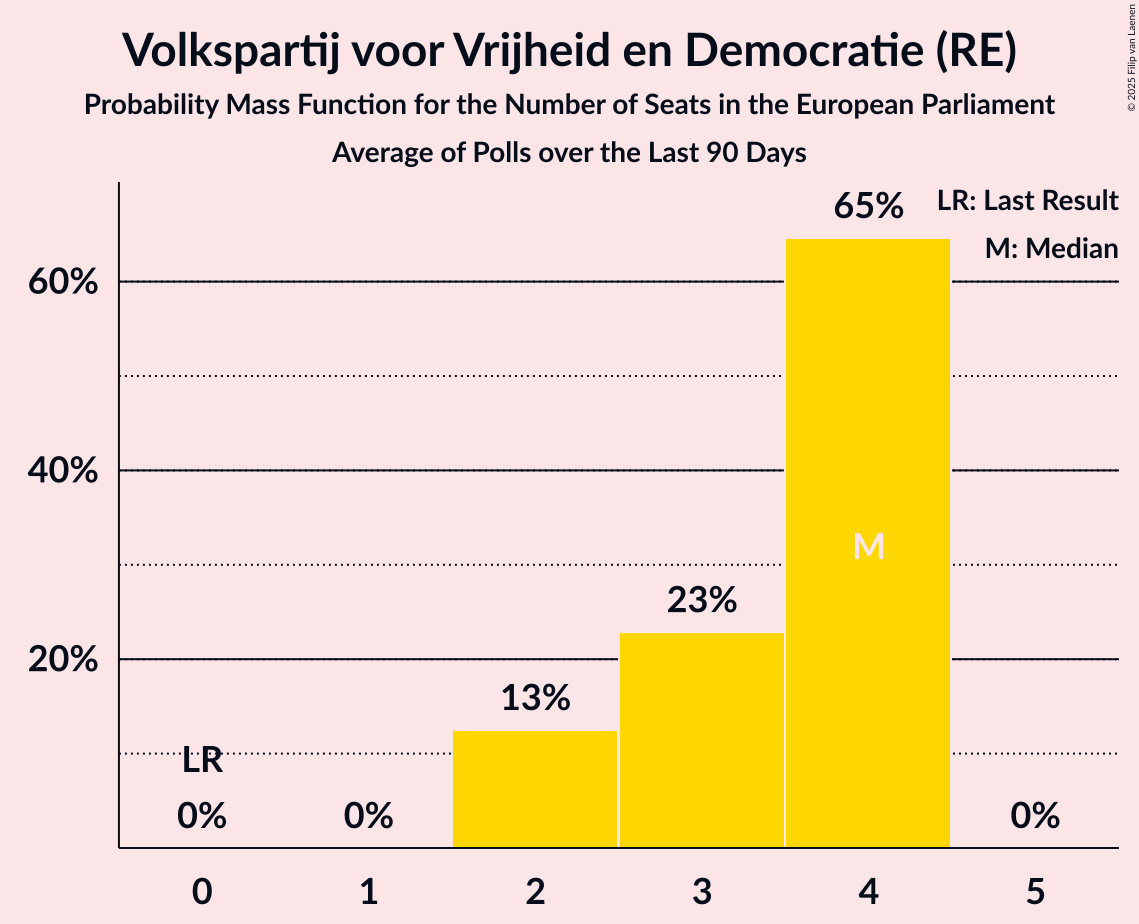 Volkspartij voor Vrijheid en Democratie (RE)
Probability Mass Function for the Number of Seats in the European Parliament
Average of Polls over the Last 90 Days
© 2025 Filip van Laenen
LR: Last Result
M: Median
65%
60%
40%
M
23%
20%
13%
LR
0%
0%
0%
0
1
2
3
4
5